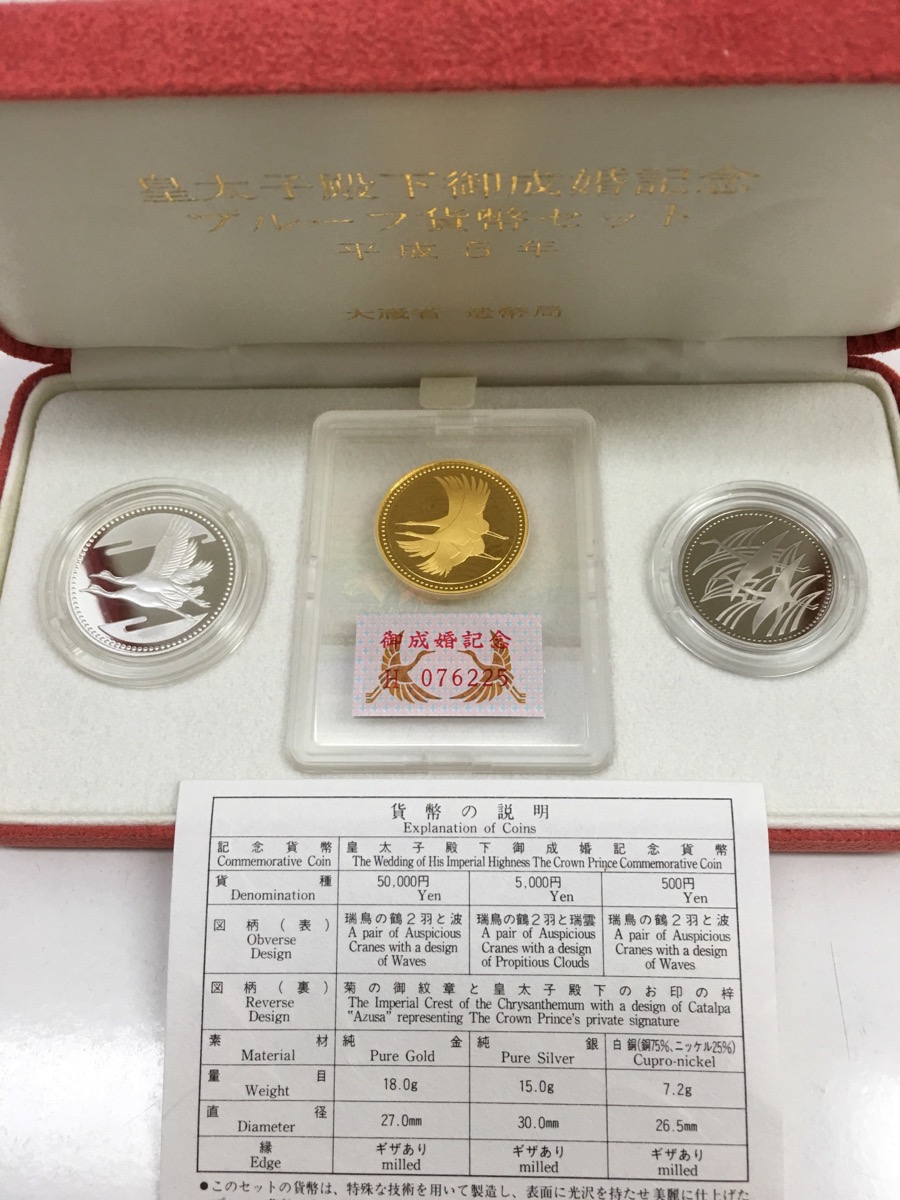 皇太子殿下御成婚記念
プルーフ貨幣セット
平成5年
大蔵省 造幣局
御成婚記念
H 076225
貨幣の説明
Explanation of Coins
記念貨幣 皇太子殿下御成婚記念貨幣
Commemorative Coin The Wedding of His Imperial Highness The Crown Prince Commemorative Coin
貨種 50,000円 5,000円 500円
Denomination Yen Yen Yen
図柄(表) 瑞鳥の鶴2羽と波 瑞鳥の鶴2羽と瑞雲 瑞鳥の鶴2羽と波
Obverse A pair of Auspicious A pair of Auspicious A pair of Auspicious
Design Cranes with a design Cranes with a design Cranes with a design
of Waves of Propitious Clouds of Waves
図柄(裏) 菊の御紋章と皇太子殿下のお印の梓
Reverse The Imperial Crest of the Chrysanthemum with a design of Catalpa
Design "Azusa" representing The Crown Prince's private signature
素材 純金 純銀 白銅(銅75%、ニッケル25%)
Material Pure Gold Pure Silver Cupro-nickel
量目 18.0g 15.0g 7.2g
Weight
直径 27.0mm 30.0mm 26.5mm
Diameter
縁 ギザあり ギザあり ギザあり
Edge milled milled milled
●このセットの貨幣は、特殊な技術を用いて製造し、表面に光沢を持たせ美麗に仕上げた